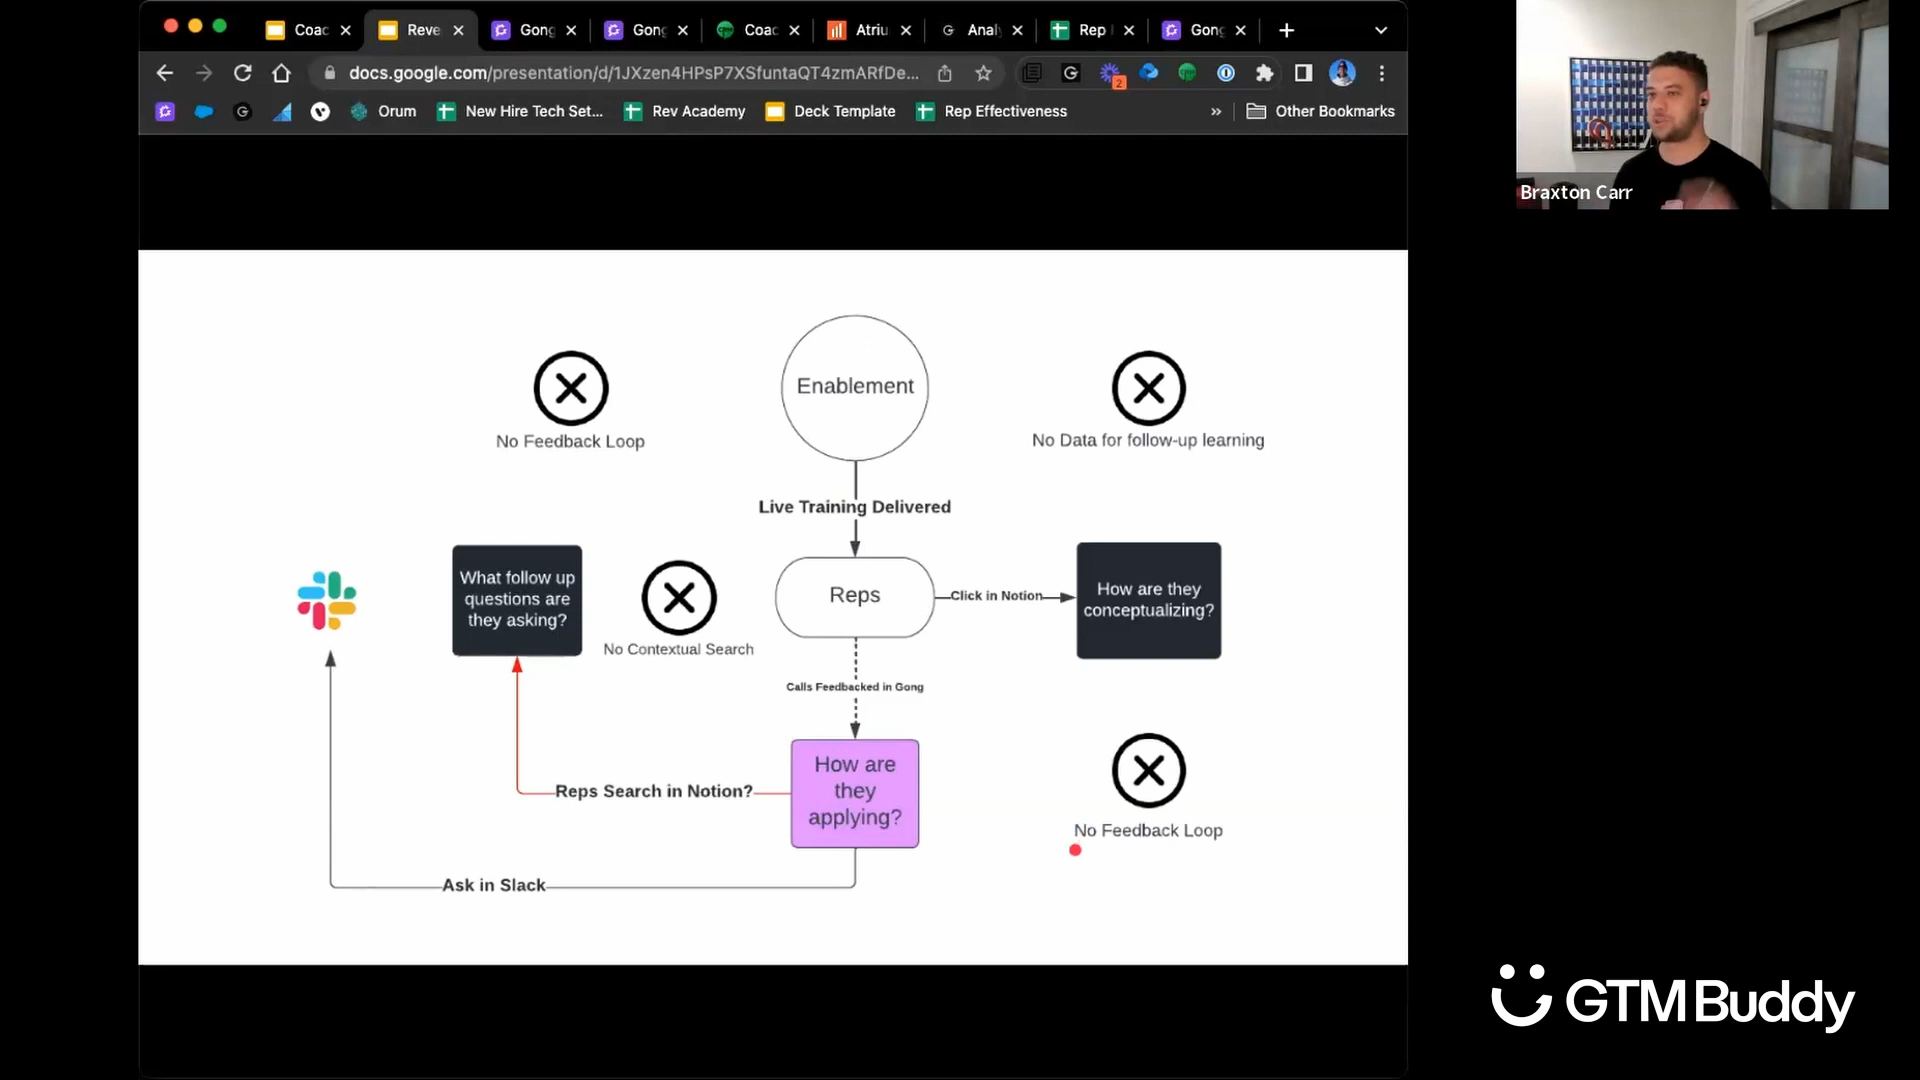 Coac
Reve
Gong
Gong
Coac
Atriu
Anal
Rep
Gong
docs.google.com/presentation/d/1JXzen4HPsP7XSfuntaQT4zmARfDe...
2
Orum
New Hire Tech Set...
Rev Academy
Deck Template
Rep Effectiveness
»
Other Bookmarks
Braxton Carr
Enablement
No Feedback Loop
No Data for follow-up learning
Live Training Delivered
What follow up
questions are
they asking?
No Contextual Search
Reps
Click in Notion
How are they
conceptualizing?
Calls Feedbacked in Gong
How are
they
applying?
Reps Search in Notion?
No Feedback Loop
Ask in Slack
GTM Buddy